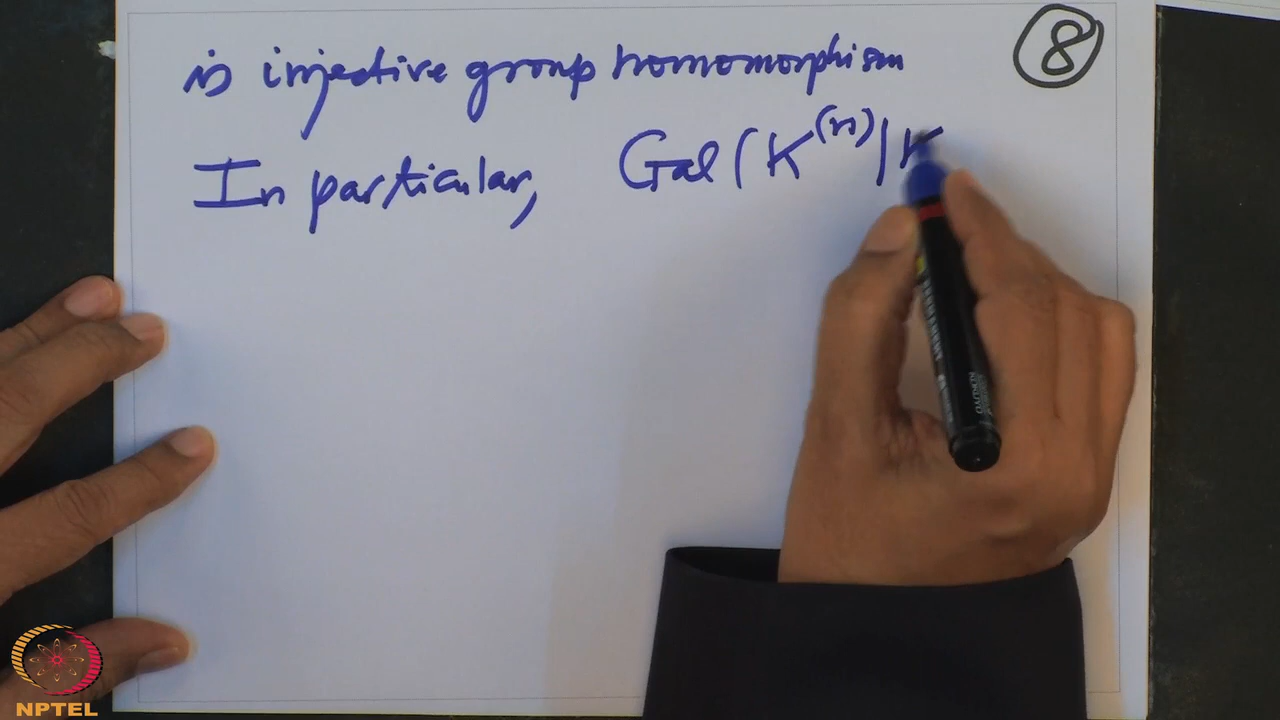 8
is injective group homomorphism
In particular, Gal(K^(n)|K
NPTEL